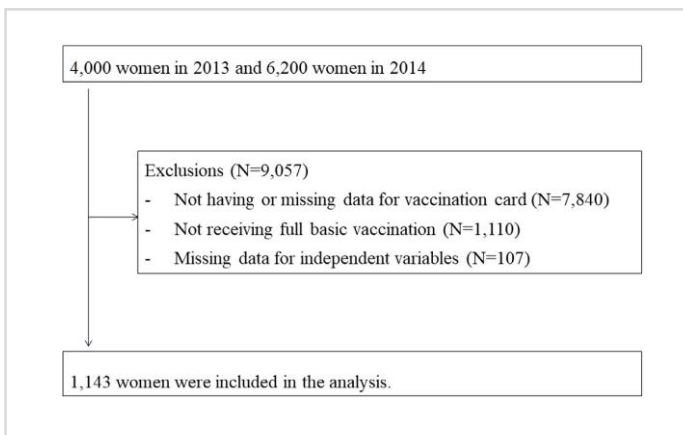 4,000 women in 2013 and 6,200 women in 2014
Exclusions (N=9,057)
- Not having or missing data for vaccination card (N=7,840)
- Not receiving full basic vaccination (N=1,110)
- Missing data for independent variables (N=107)
1,143 women were included in the analysis.